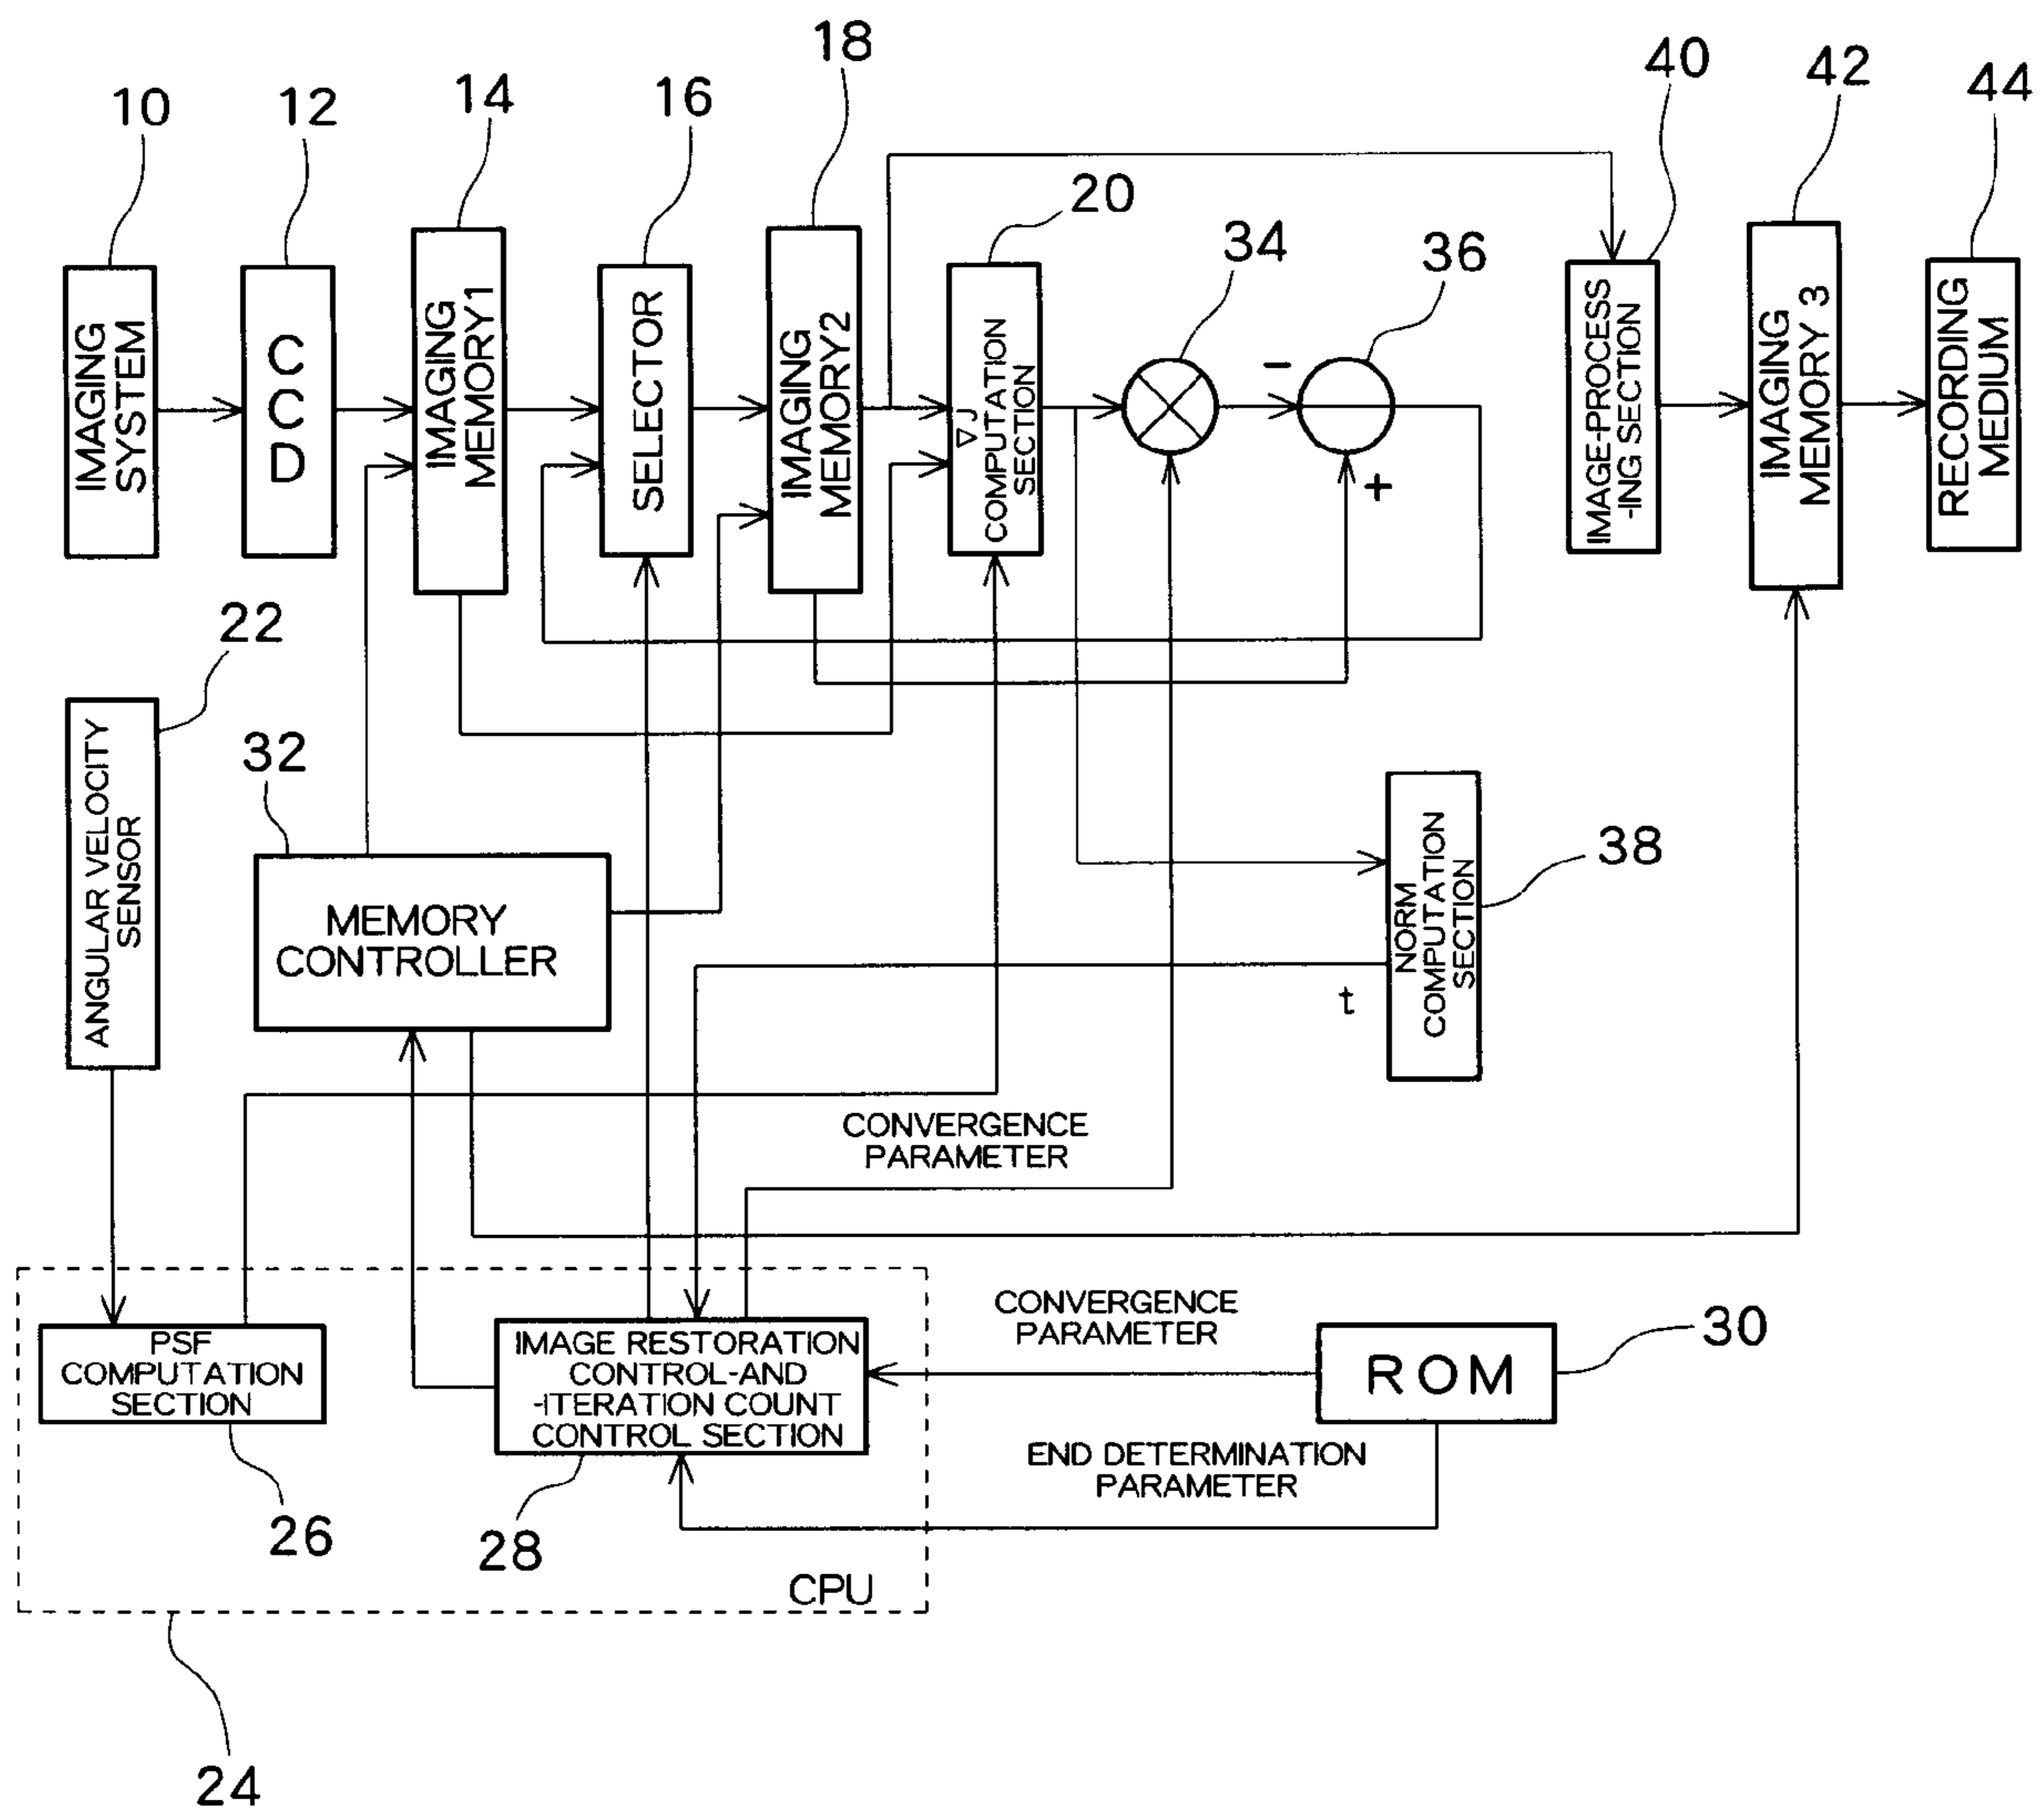 10
12
14
16
18
40
42
44
20
34
36
IMAGING
SYSTEM
C
C
D
IMAGING
MEMORY1
SELECTOR
IMAGING
MEMORY2
∇J
COMPUTATION
SECTION
-
+
IMAGE-PROCESS
-ING SECTION
IMAGING
MEMORY 3
RECORDING
MEDIUM
22
ANGULAR VELOCITY
SENSOR
32
MEMORY
CONTROLLER
NORM
COMPUTATION
SECTION
38
t
CONVERGENCE
PARAMETER
PSF
COMPUTATION
SECTION
26
IMAGE RESTORATION
CONTROL-AND
-ITERATION COUNT
CONTROL SECTION
28
CONVERGENCE
PARAMETER
ROM
30
END DETERMINATION
PARAMETER
CPU
24